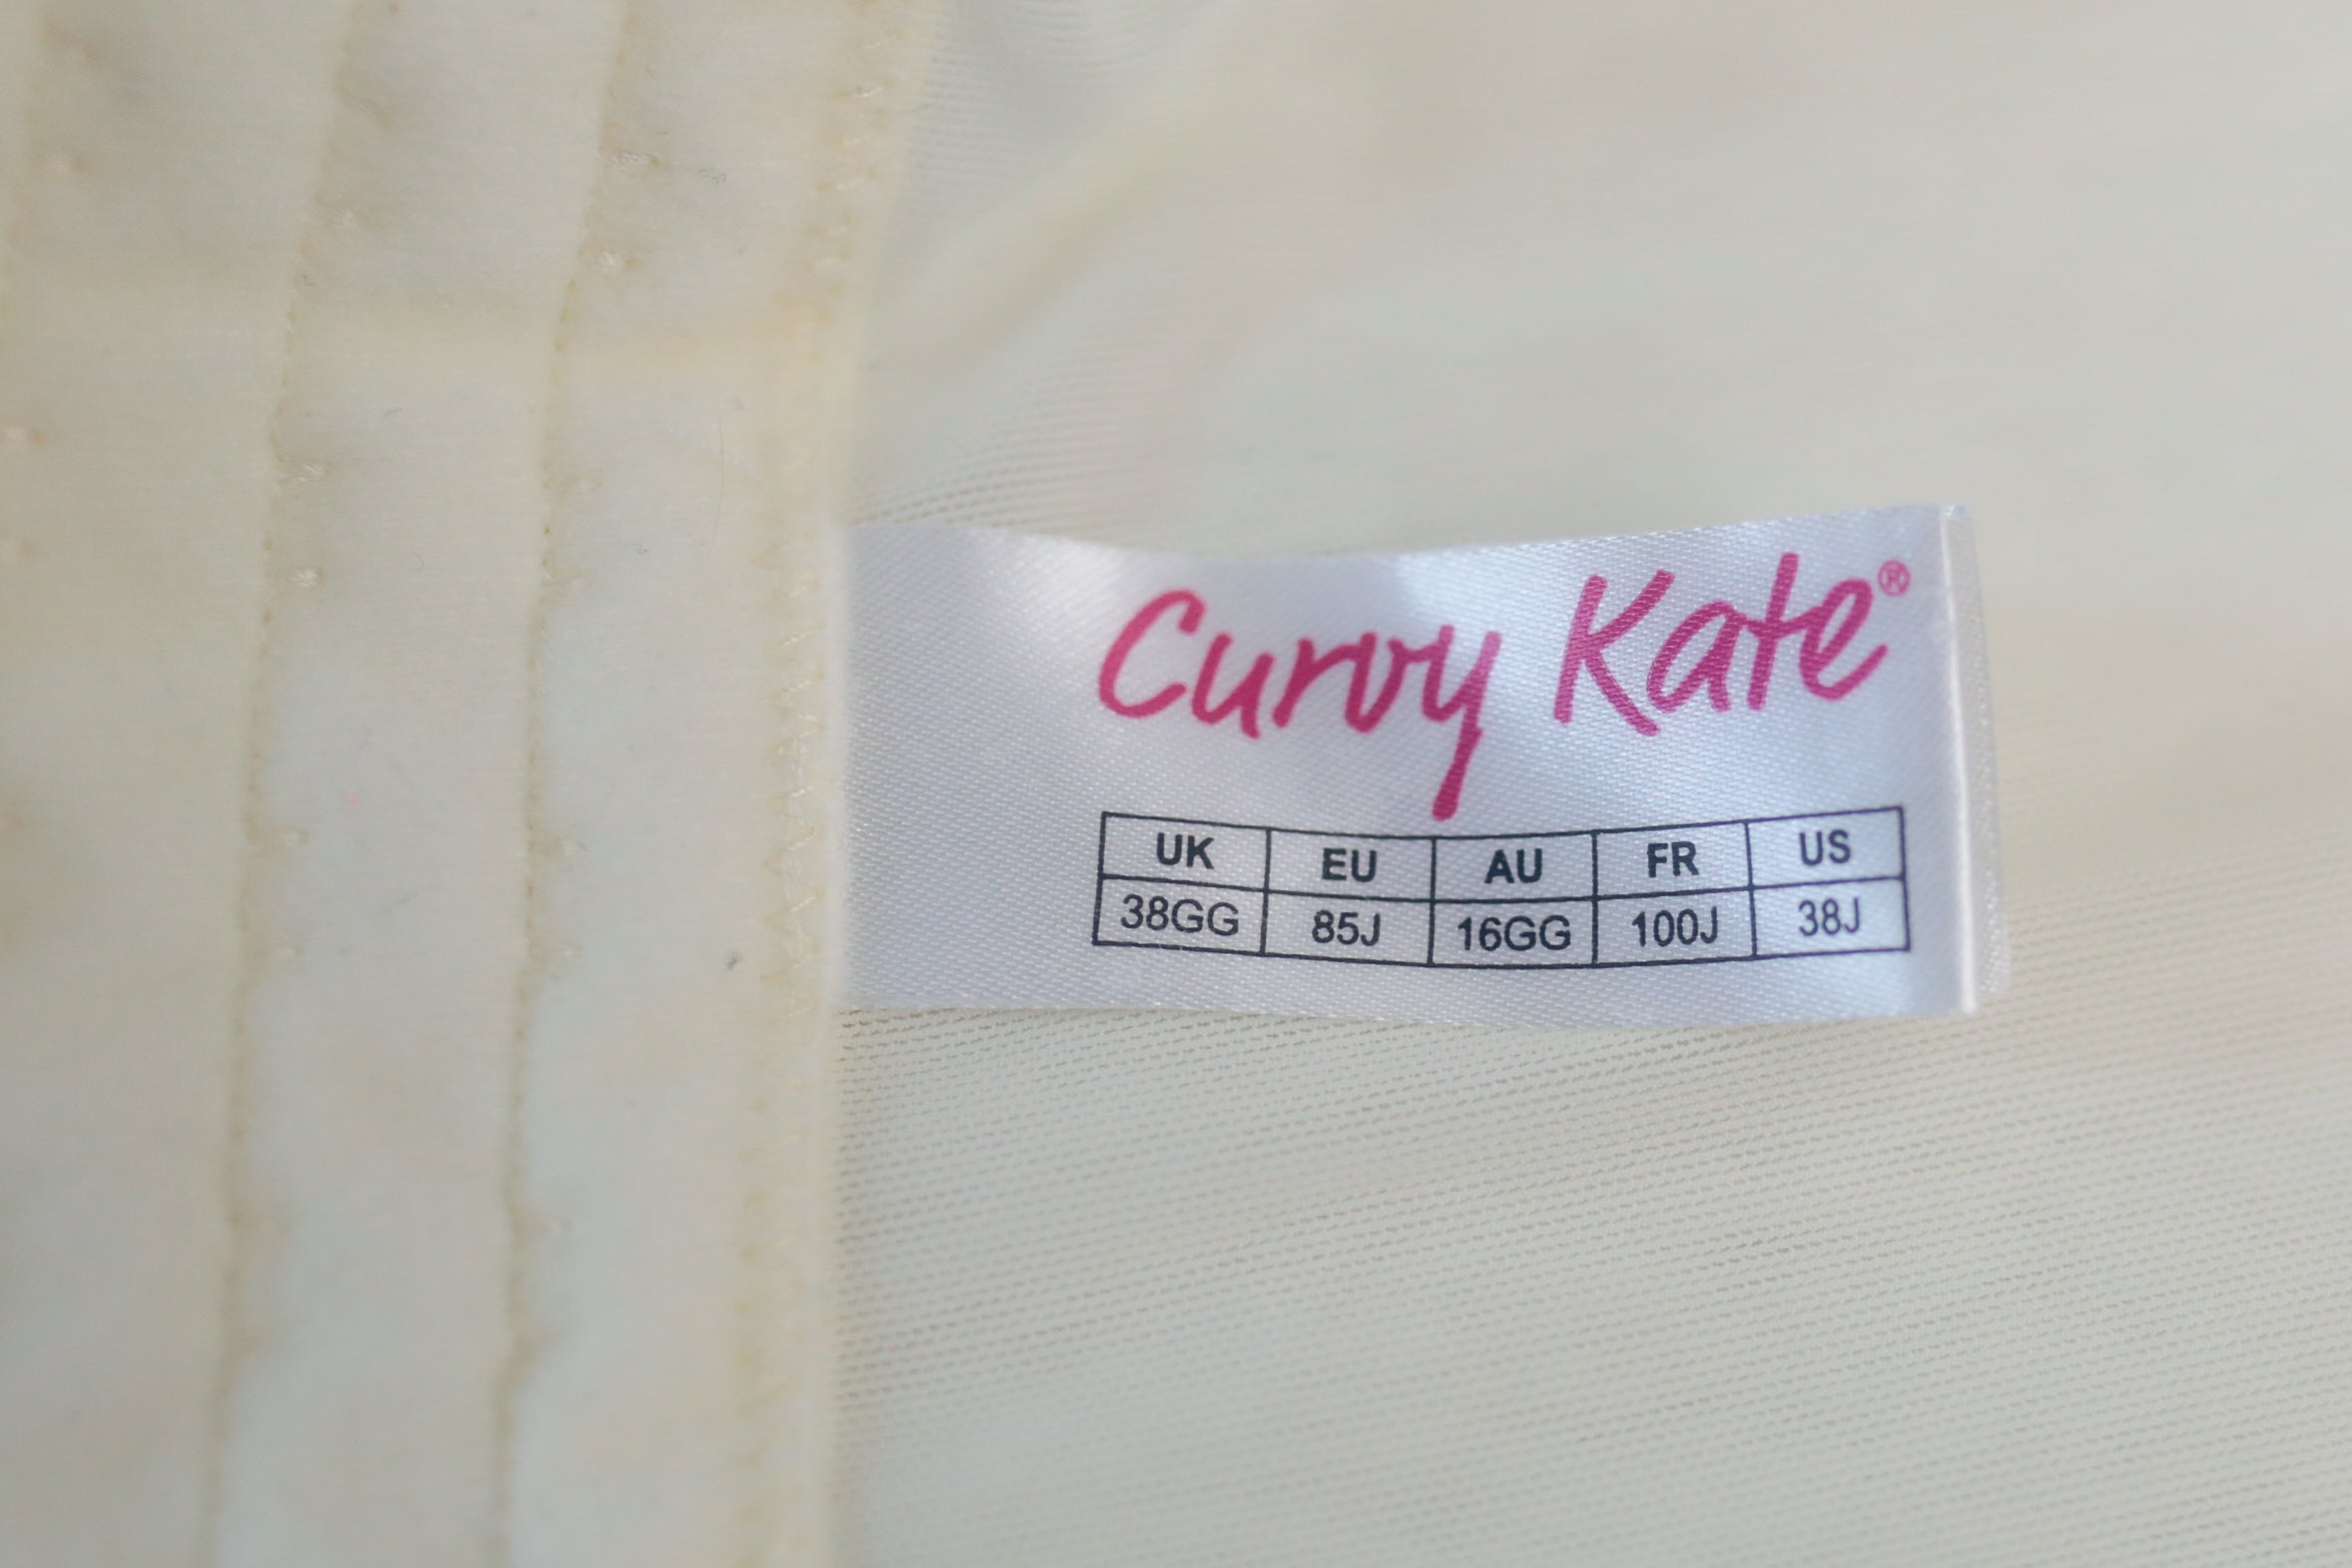 Curvy Kate®
UK EU AU FR US
38GG 85J 16GG 100J 38J